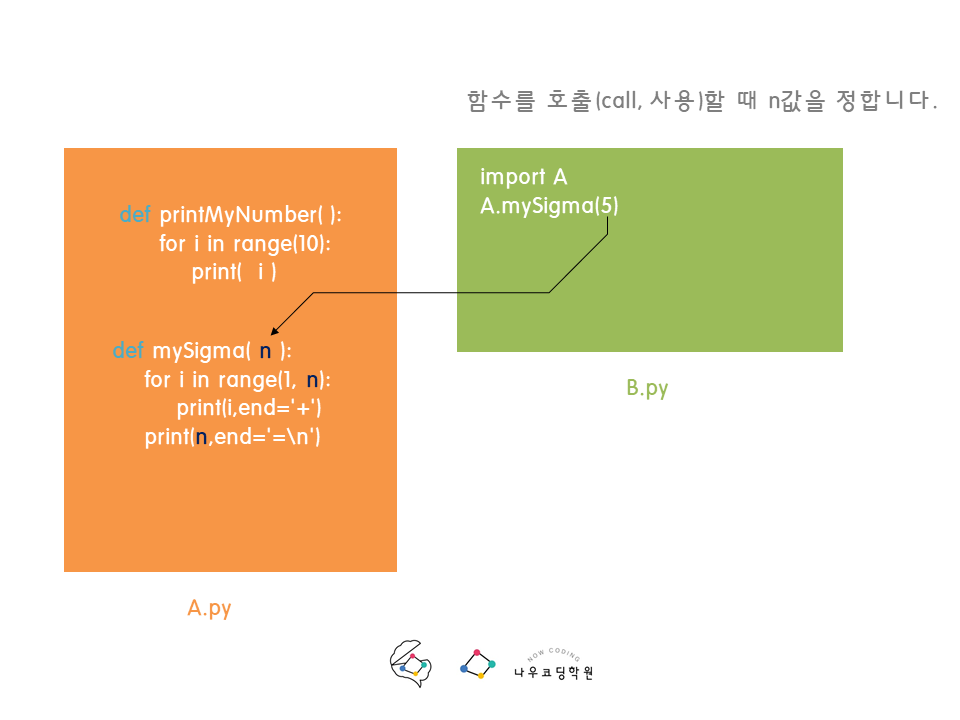 함수를 호출(call, 사용)할 때 n값을 정합니다.
def printMyNumber( ):
for i in range(10):
print( i )
def mySigma( n ):
for i in range(1, n):
print(i,end='+')
print(n,end='=\n')
A.py
import A
A.mySigma(5)
B.py
NOW CODING
나우코딩학원